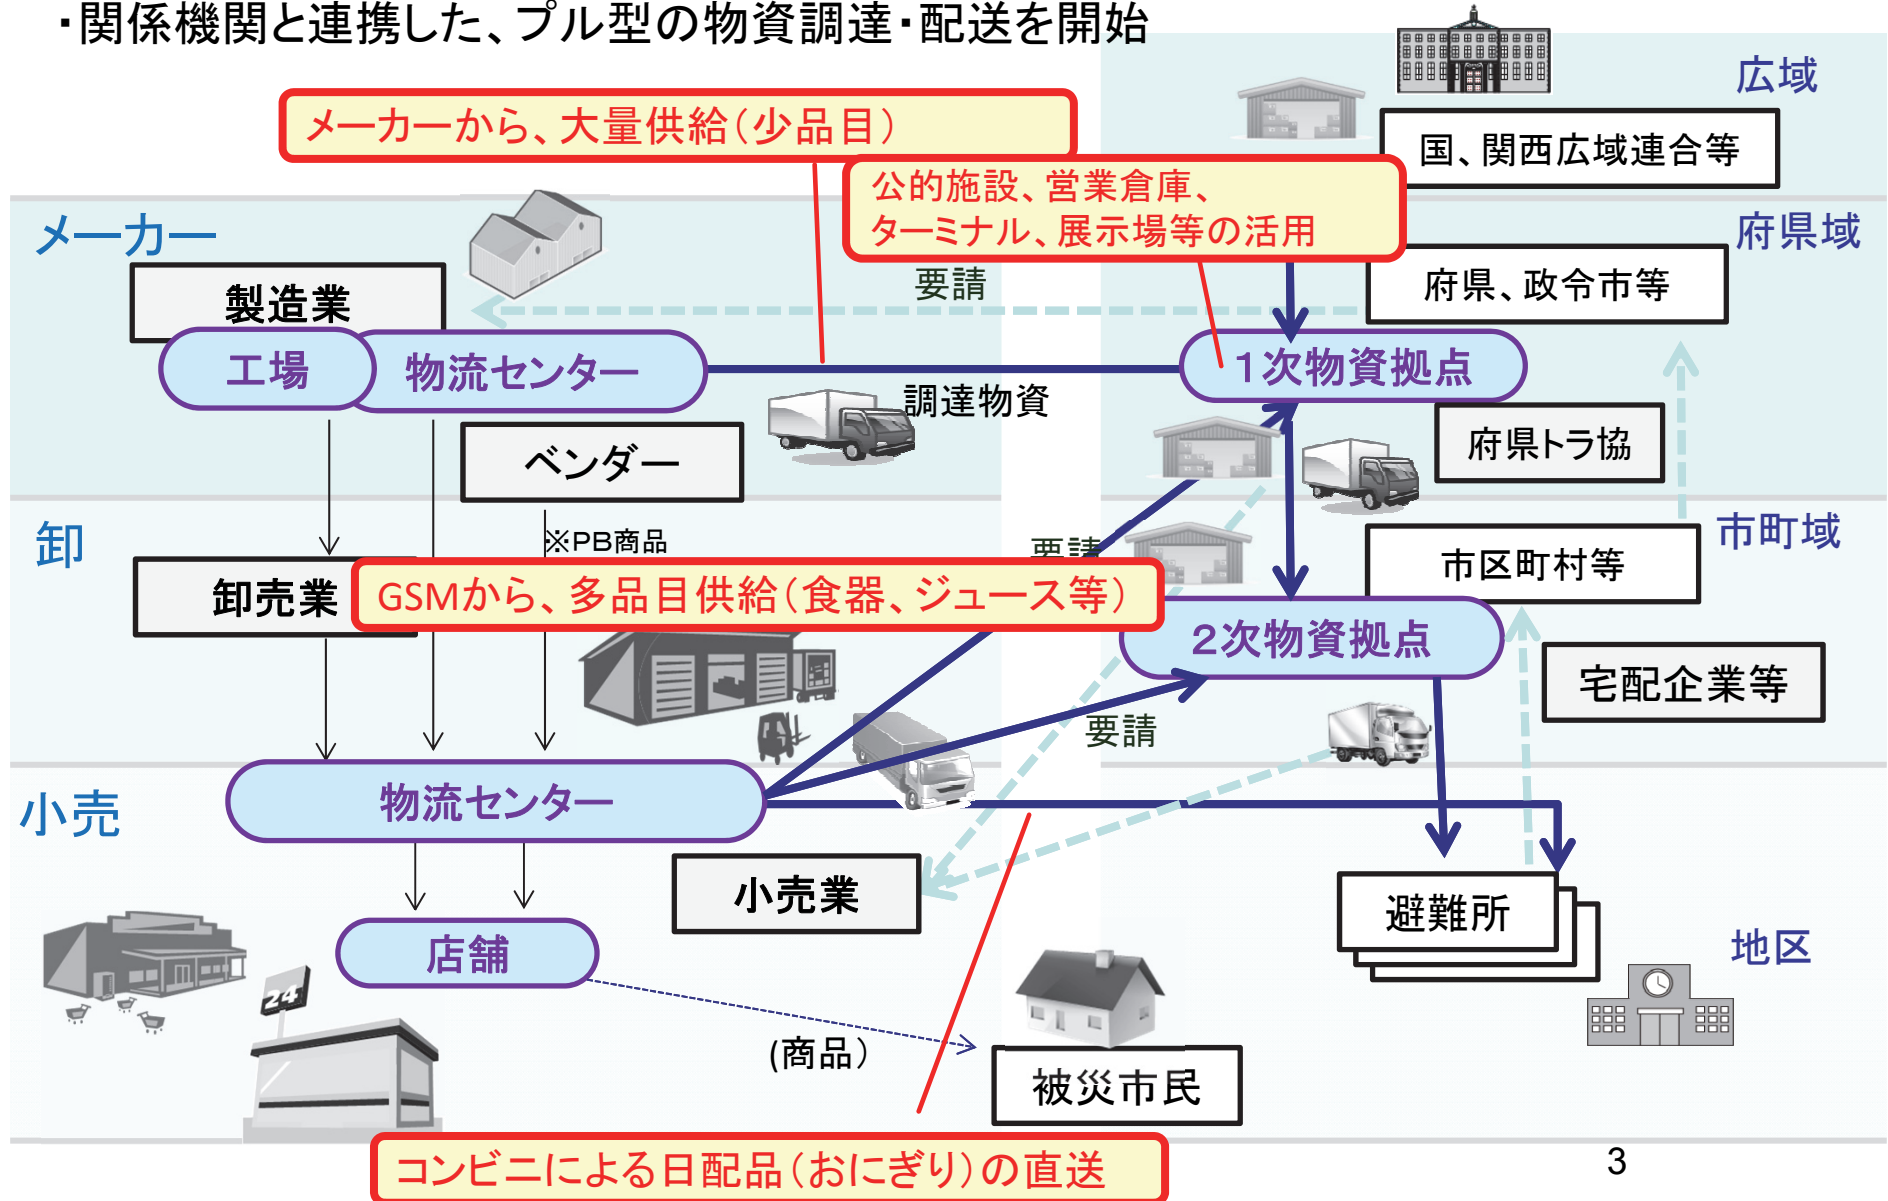 ・関係機関と連携した、プル型の物資調達・配送を開始
広域
メーカーから、大量供給（少品目）
国、関西広域連合等
公的施設、営業倉庫、
ターミナル、展示場等の活用
メーカー
府県域
製造業
要請
府県、政令市等
工場
物流センター
1次物資拠点
調達物資
ベンダー
府県トラ協
卸
※PB商品
要請
市町域
市区町村等
卸売業
GSMから、多品目供給（食器、ジュース等）
2次物資拠点
宅配企業等
要請
小売
物流センター
小売業
避難所
店舗
地区
24
(商品）
被災市民
コンビニによる日配品（おにぎり）の直送
3